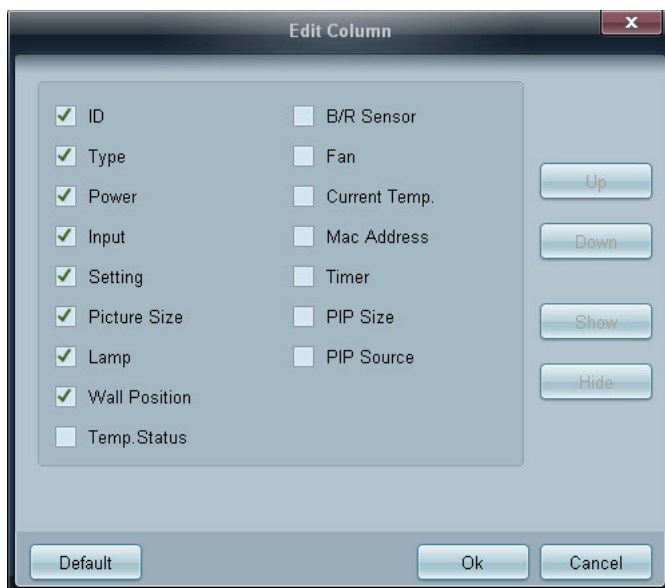 Edit Column
X
ID
Type
Power
Input
Setting
Picture Size
Lamp
Wall Position
Temp.Status
B/R Sensor
Fan
Current Temp.
Mac Address
Timer
PIP Size
PIP Source
Up
Down
Show
Hide
Default
Ok
Cancel